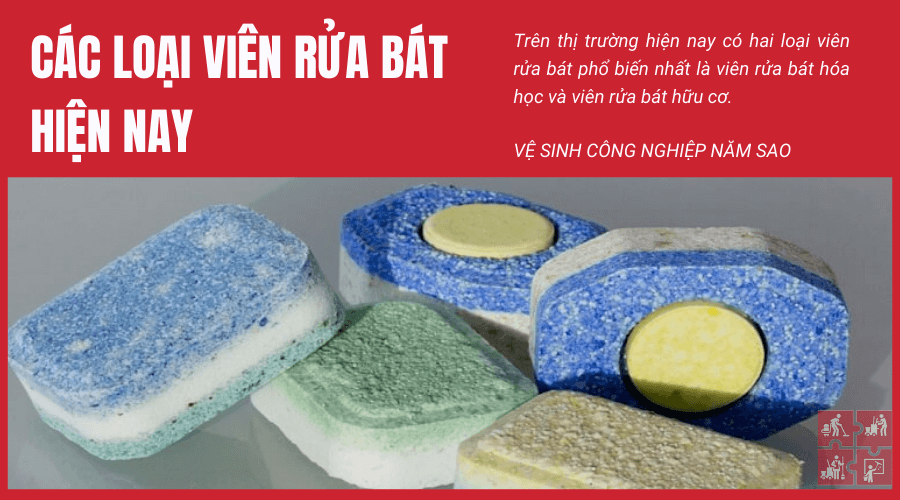 CÁC LOẠI VIÊN RỬA BÁT
HIỆN NAY
Trên thị trường hiện nay có hai loại viên
rửa bát phổ biến nhất là viên rửa bát hóa
học và viên rửa bát hữu cơ.
VỆ SINH CÔNG NGHIỆP NĂM SAO